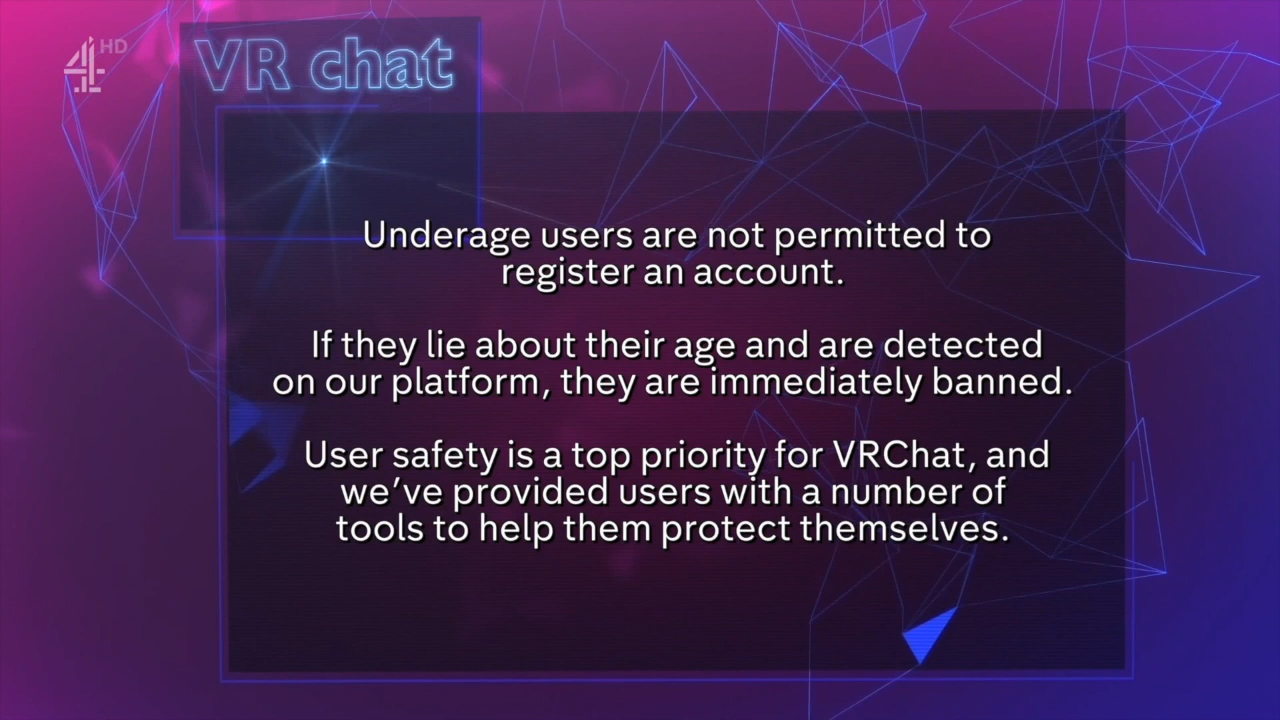 4 HD
VR chat
Underage users are not permitted to
register an account.
If they lie about their age and are detected
on our platform, they are immediately banned.
User safety is a top priority for VRChat, and
we’ve provided users with a number of
tools to help them protect themselves.